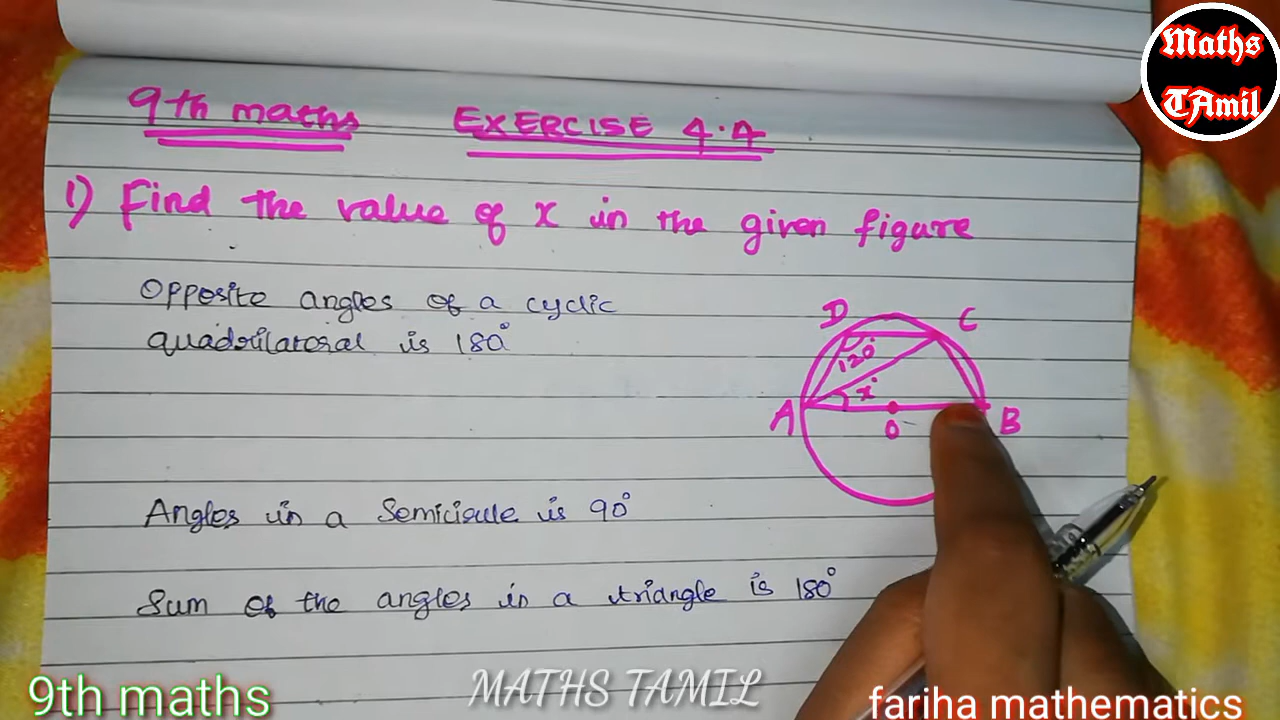 Maths
TAmil
9th maths EXERCISE 4.4
1) Find the value of x in the given figure
Opposite angles of a cyclic
quadrilateral is 180°
D C
120°
x°
A O B
Angles in a Semicircle is 90°
Sum of the angles in a triangle is 180°
9th maths MATHS TAMIL fariha mathematics